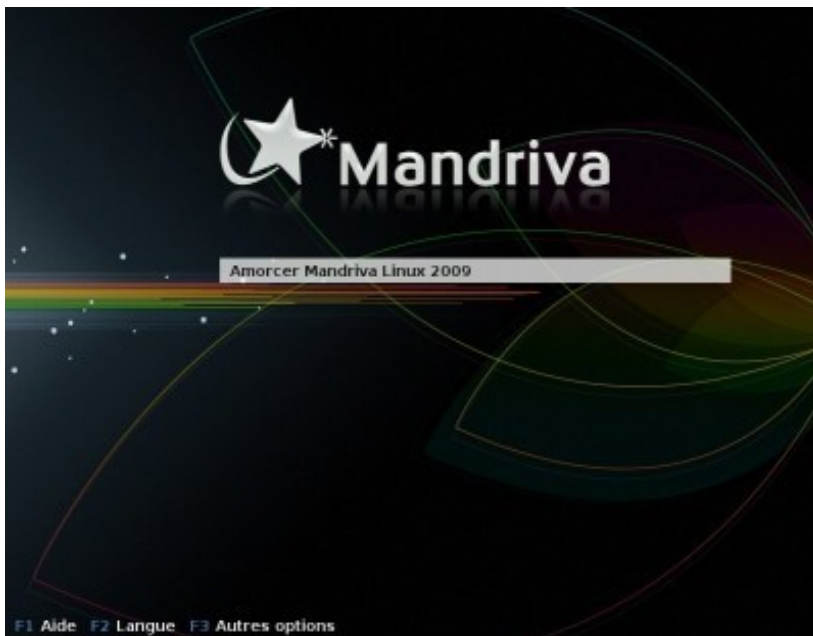 Mandriva
Amorcer Mandriva Linux 2009
F1 Aide F2 Langue F3 Autres options